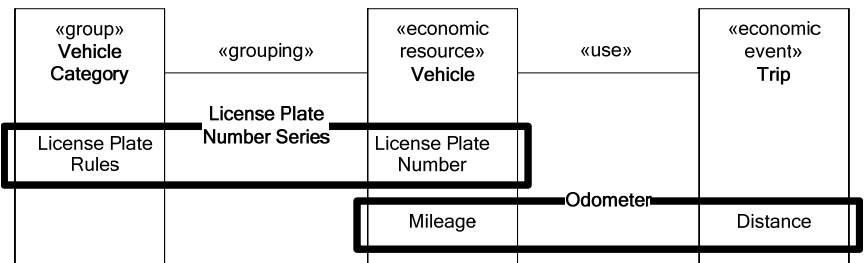 «group»
Vehicle
Category
«grouping»
«economic
resource»
Vehicle
«use»
«economic
event»
Trip
License Plate
Number Series
License Plate
Rules
License Plate
Number
Odometer
Mileage
Distance